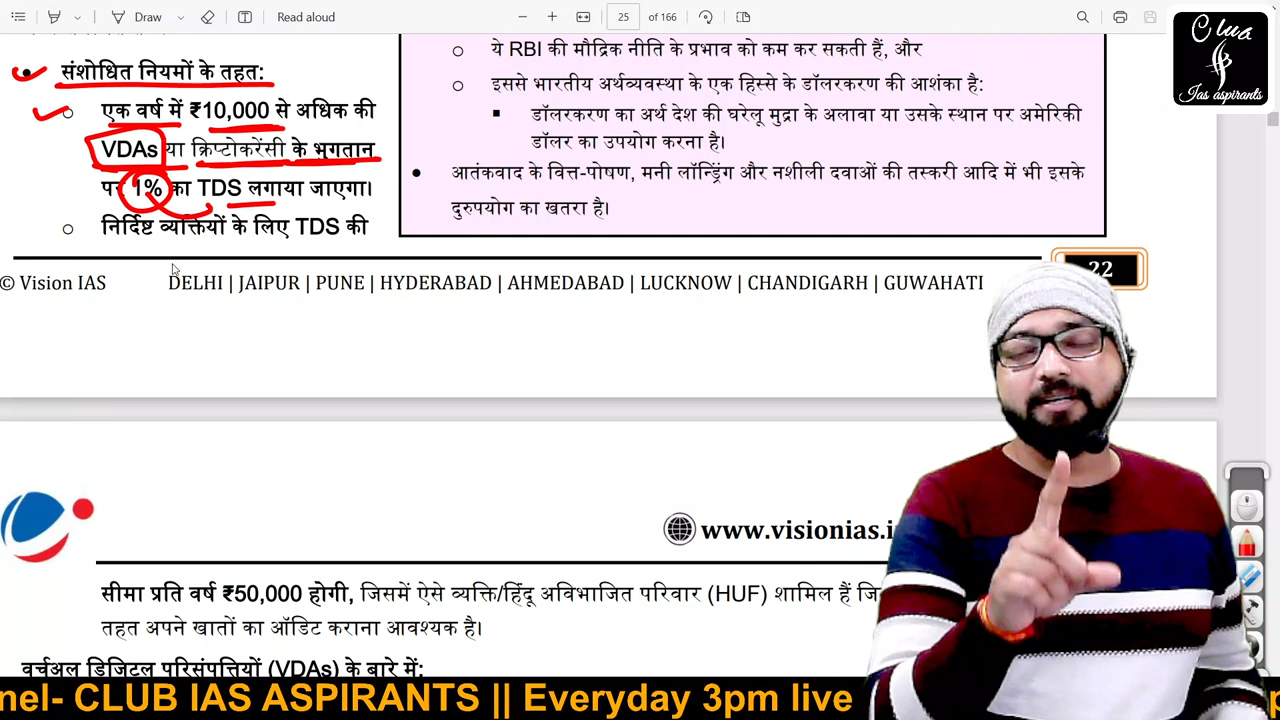 Draw
Read aloud
25 of 166
संशोधित नियमों के तहत:
एक वर्ष में ₹10,000 से अधिक की
VDAs या क्रिप्टोकरेंसी के भुगतान
पर 1% का TDS लगाया जाएगा।
निर्दिष्ट व्यक्तियों के लिए TDS की
ये RBI की मौद्रिक नीति के प्रभाव को कम कर सकती हैं, और
इससे भारतीय अर्थव्यवस्था के एक हिस्से के डॉलरकरण की आशंका है:
डॉलरकरण का अर्थ देश की घरेलू मुद्रा के अलावा या उसके स्थान पर अमेरिकी
डॉलर का उपयोग करना है।
आतंकवाद के वित्त-पोषण, मनी लॉन्ड्रिंग और नशीली दवाओं की तस्करी आदि में भी इसके
दुरुपयोग का खतरा है।
Club
Ias aspirants
22
© Vision IAS DELHI | JAIPUR | PUNE | HYDERABAD | AHMEDABAD | LUCKNOW | CHANDIGARH | GUWAHATI
www.visionias.i
सीमा प्रति वर्ष ₹50,000 होगी, जिसमें ऐसे व्यक्ति/हिंदू अविभाजित परिवार (HUF) शामिल हैं जि
तहत अपने खातों का ऑडिट कराना आवश्यक है।
वर्चुअल डिजिटल परिसंपत्तियों (VDAs) के बारे में:
nel- CLUB IAS ASPIRANTS || Everyday 3pm live